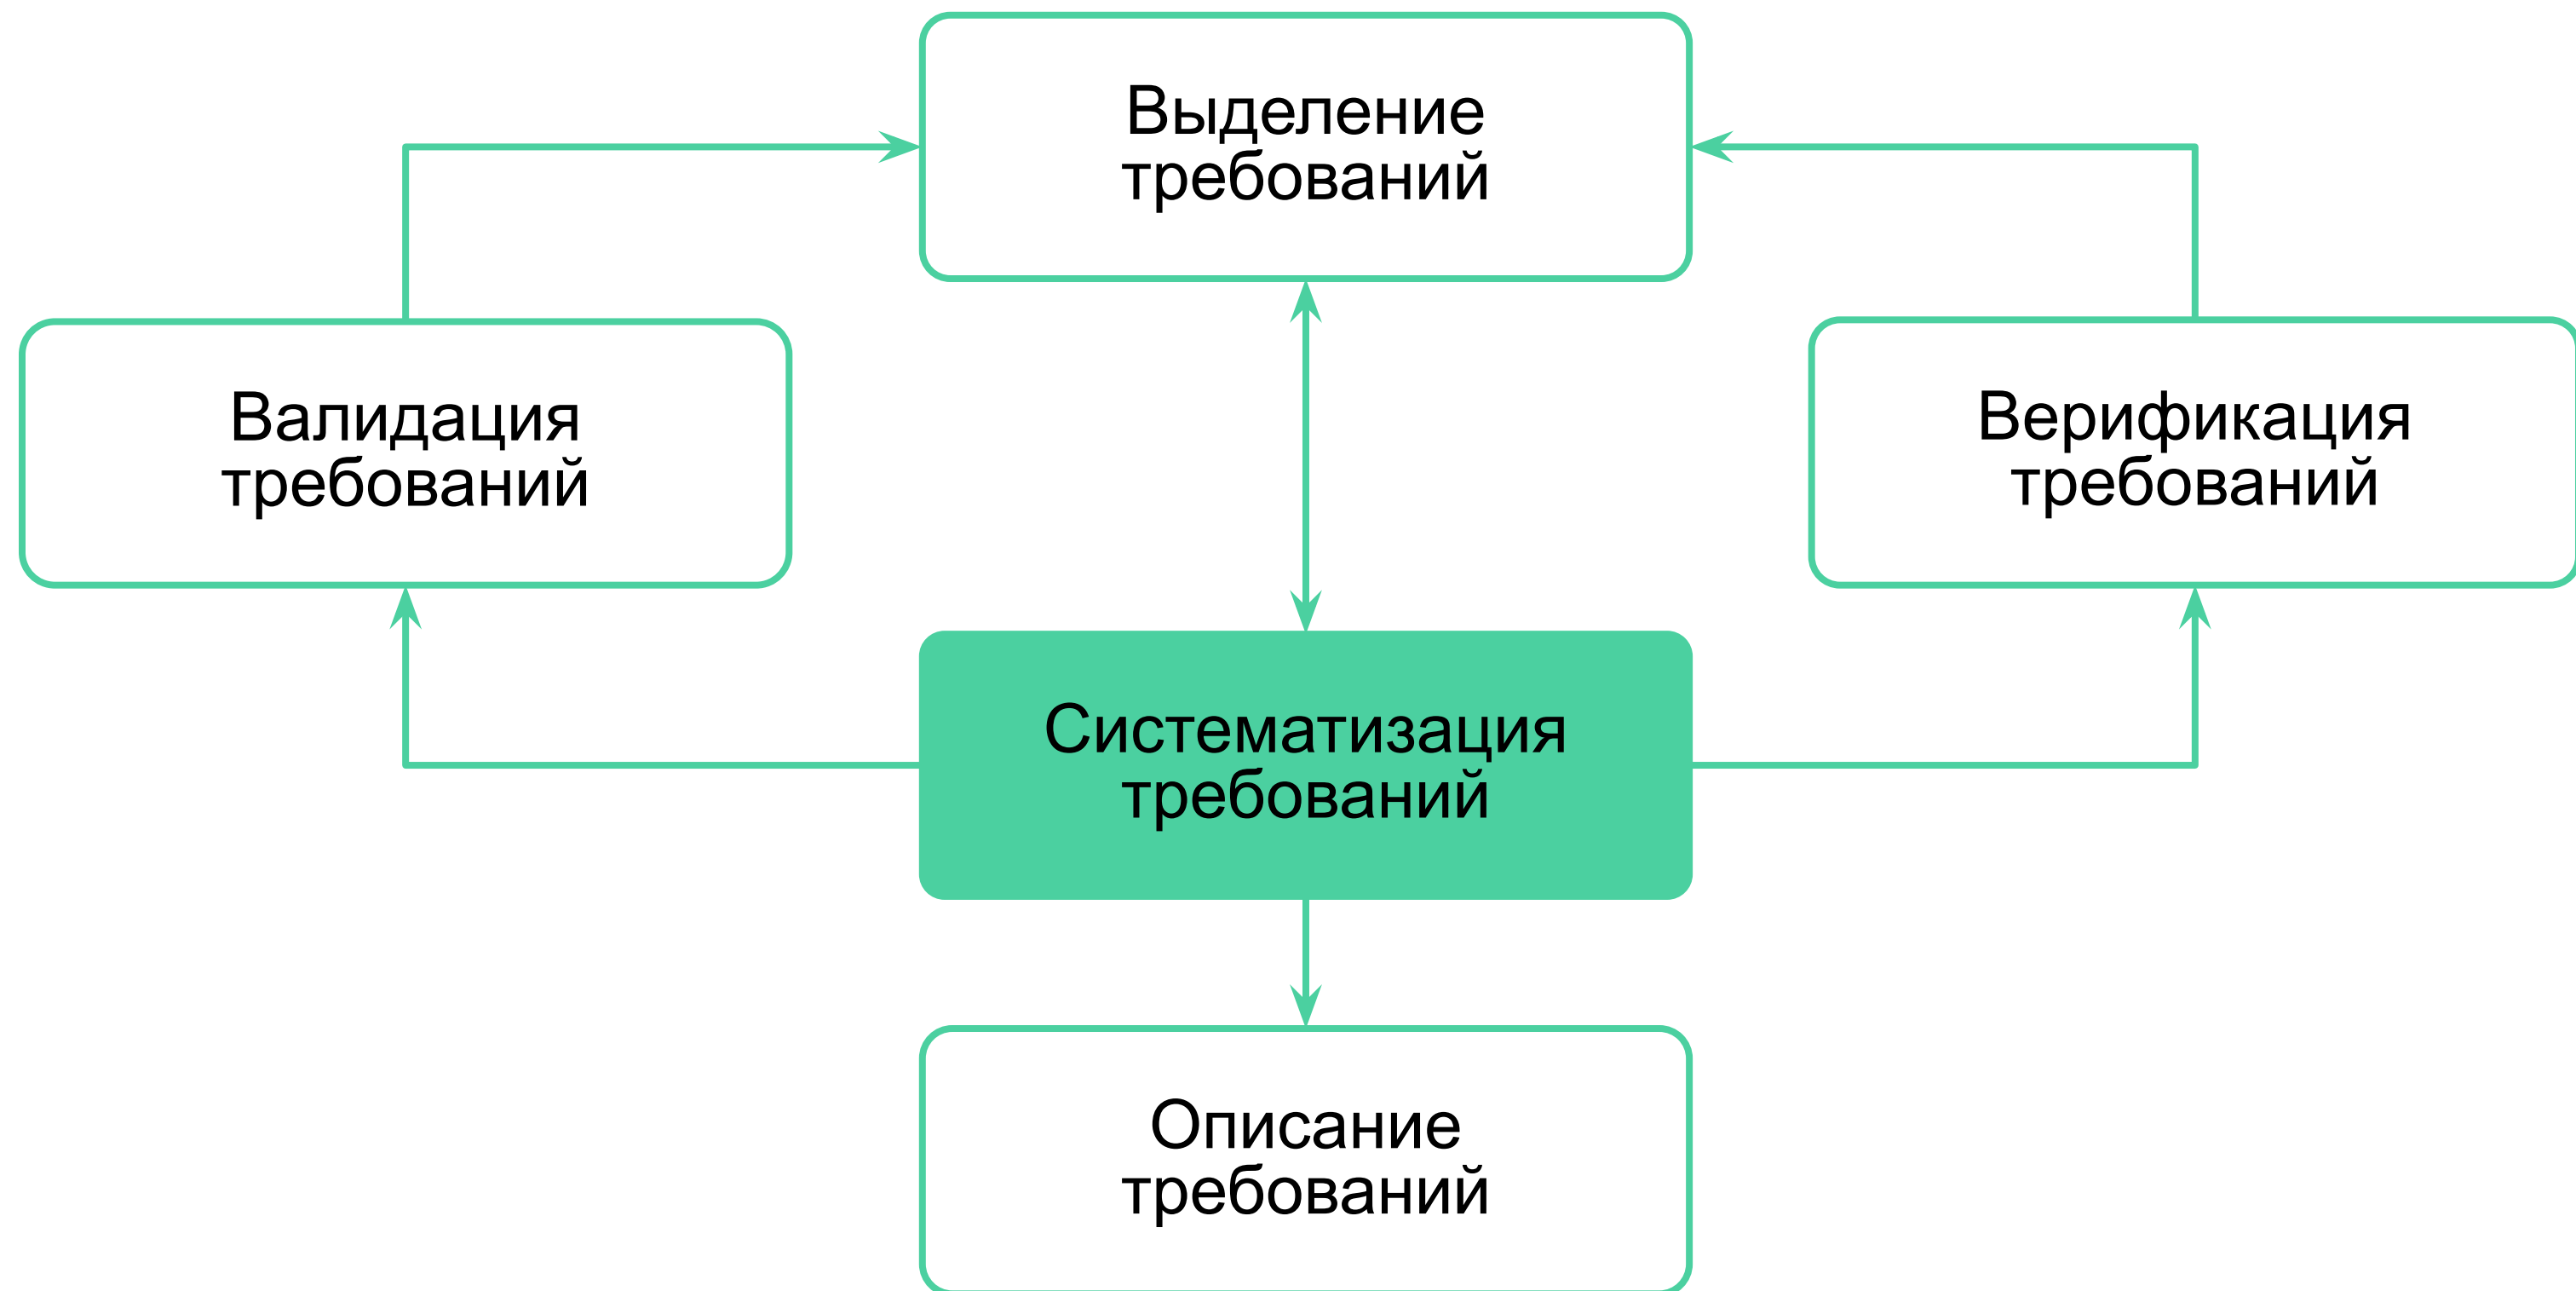 Выделение
требований
Валидация
требований
Верификация
требований
Систематизация
требований
Описание
требований